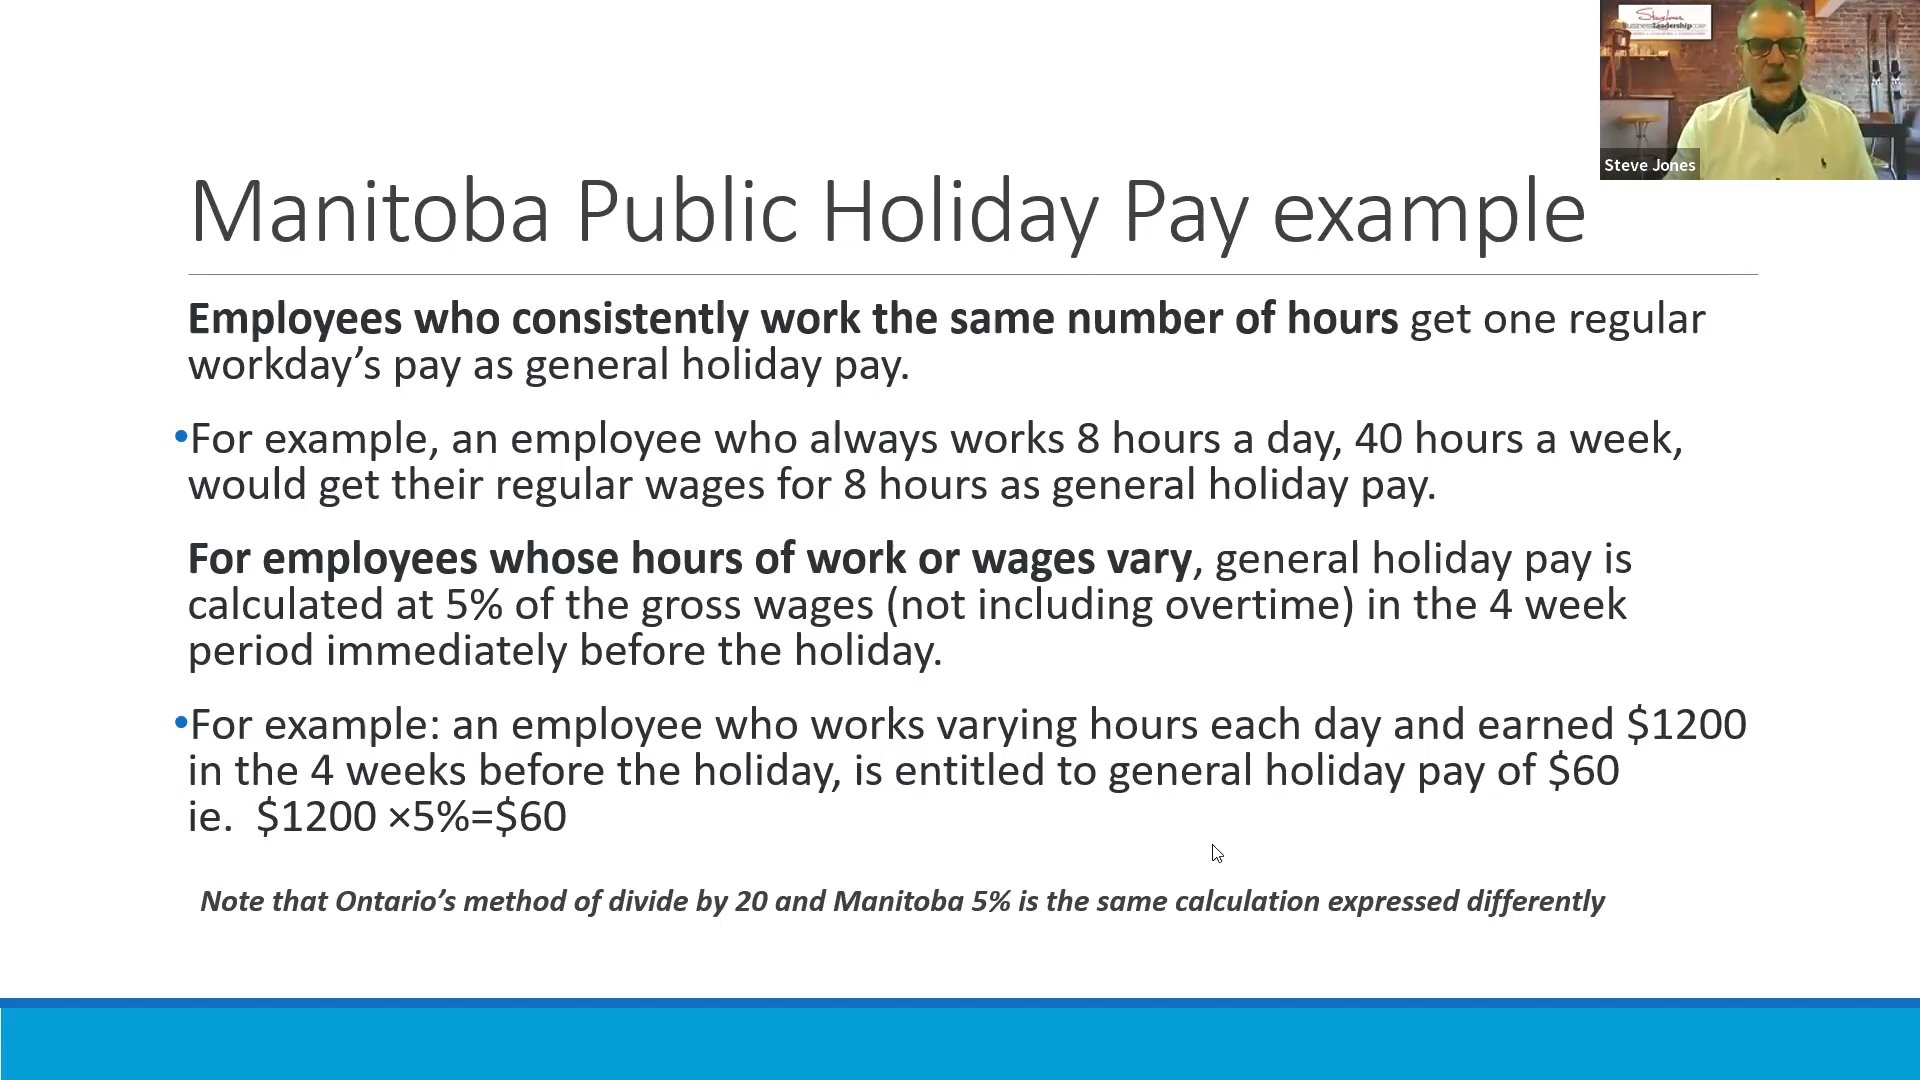 Steve Jones
Manitoba Public Holiday Pay example
Employees who consistently work the same number of hours get one regular
workday’s pay as general holiday pay.
•For example, an employee who always works 8 hours a day, 40 hours a week,
would get their regular wages for 8 hours as general holiday pay.
For employees whose hours of work or wages vary, general holiday pay is
calculated at 5% of the gross wages (not including overtime) in the 4 week
period immediately before the holiday.
•For example: an employee who works varying hours each day and earned $1200
in the 4 weeks before the holiday, is entitled to general holiday pay of $60
ie.  $1200 ×5%=$60
Note that Ontario’s method of divide by 20 and Manitoba 5% is the same calculation expressed differently